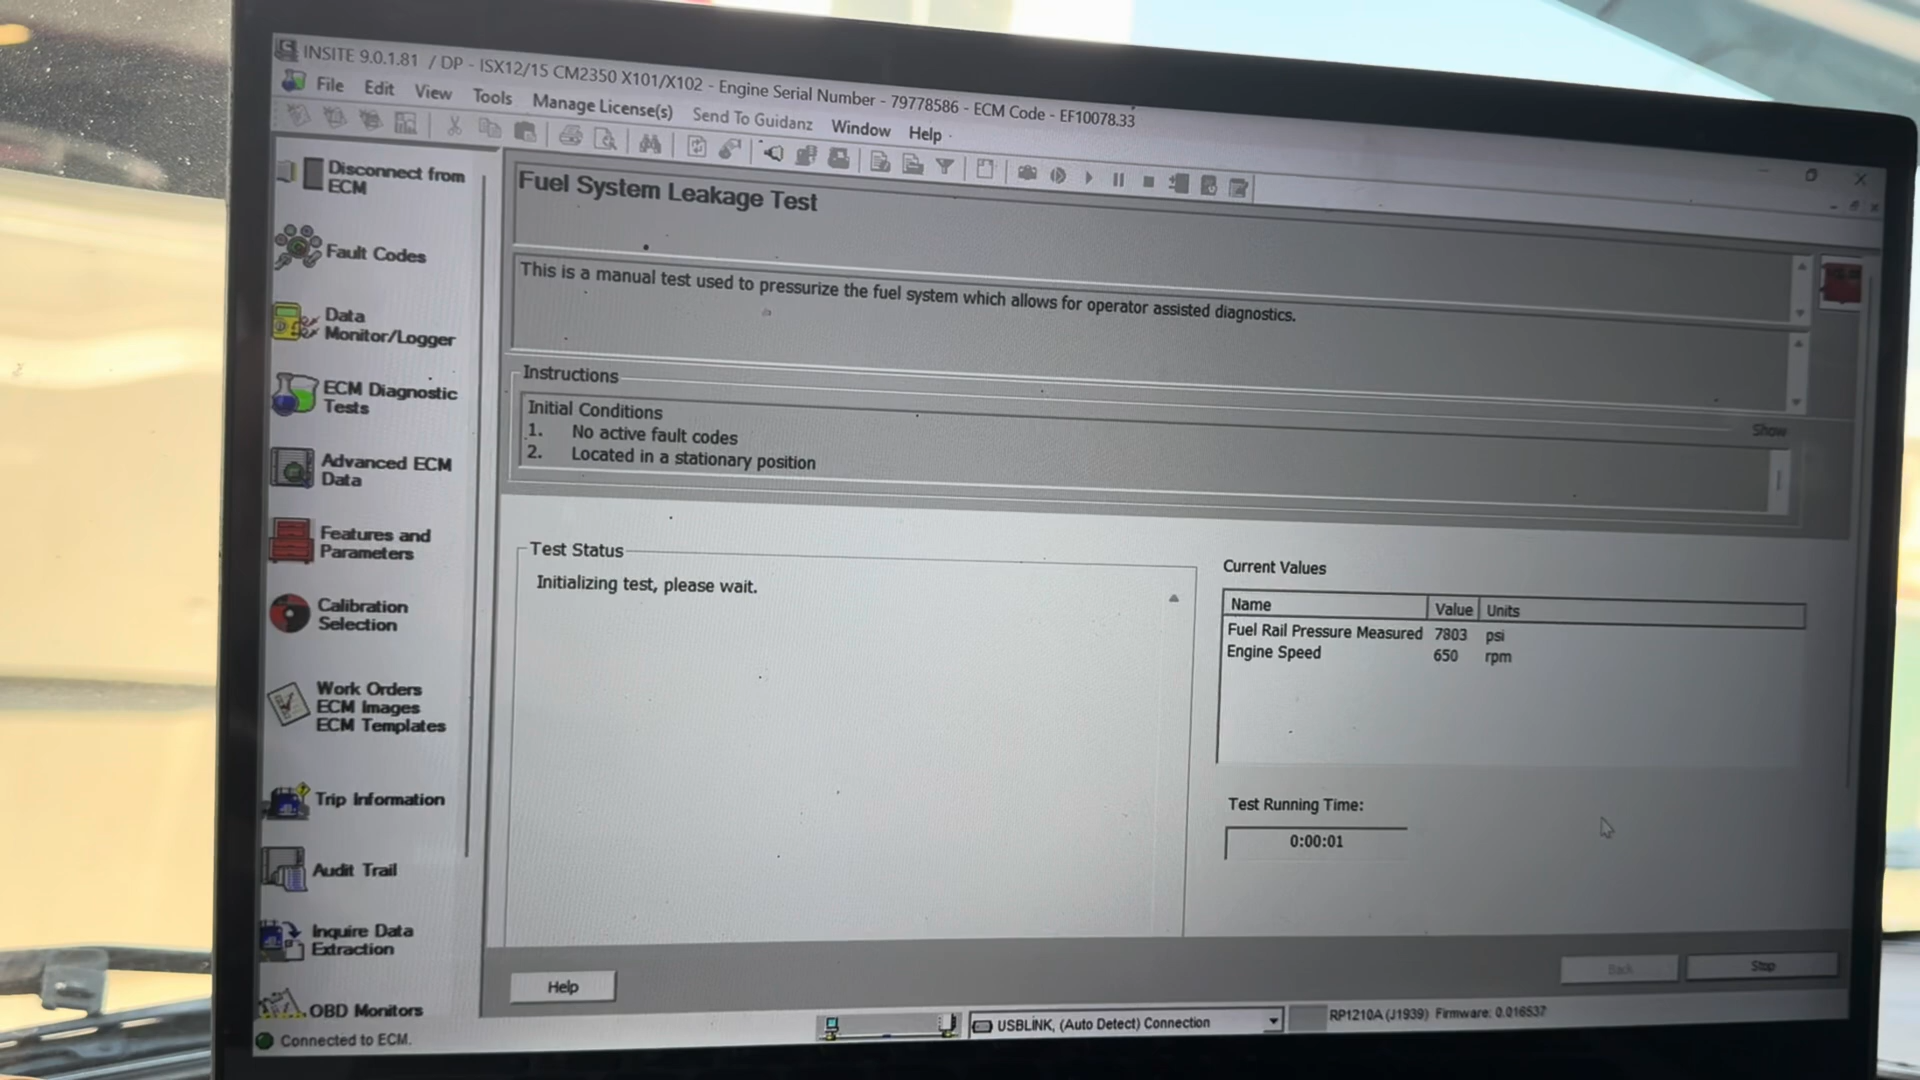 INSITE 9.0.1.81 / DP - ISX12/15 CM2350 X101/X102 - Engine Serial Number - 79778586 - ECM Code - EF10078.33
File Edit View Tools Manage License(s) Send To Guidanz Window Help
Disconnect from
ECM
Fault Codes
Data
Monitor/Logger
ECM Diagnostic
Tests
Advanced ECM
Data
Features and
Parameters
Calibration
Selection
Work Orders
ECM Images
ECM Templates
Trip Information
Audit Trail
Inquire Data
Extraction
OBD Monitors
Connected to ECM.
Fuel System Leakage Test
This is a manual test used to pressurize the fuel system which allows for operator assisted diagnostics.
Instructions
Show
Initial Conditions
1. No active fault codes
2. Located in a stationary position
Test Status
Initializing test, please wait.
Current Values
Name Value Units
Fuel Rail Pressure Measured 7803 psi
Engine Speed 650 rpm
Test Running Time:
0:00:01
Help
Back
Stop
USBLINK, (Auto Detect) Connection
RP1210A (J1939) Firmware: 0.016537